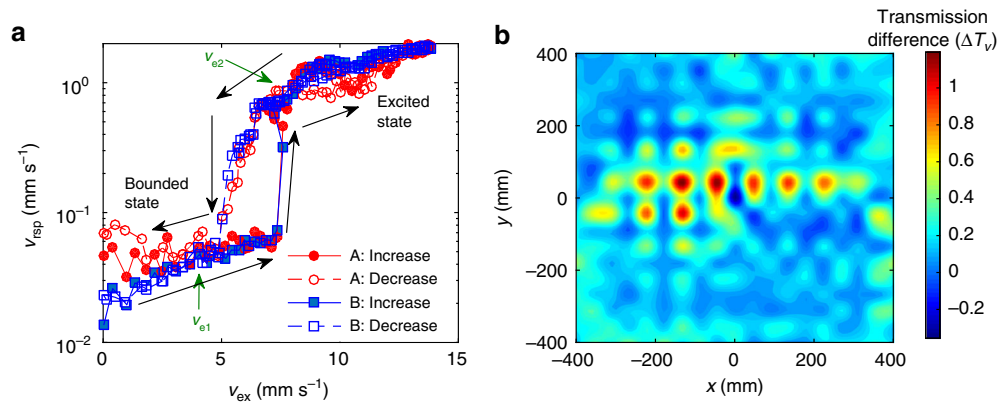 a
v_rsp (mm s⁻¹)
10⁰
10⁻¹
10⁻²
v_e2
Excited
state
Bounded
state
A: Increase
A: Decrease
B: Increase
B: Decrease
v_e1
0 5 10 15
v_ex (mm s⁻¹)
b
Transmission
difference (ΔT_v)
y (mm)
400
200
0
−200
−400
−400 −200 0 200 400
x (mm)
1
0.8
0.6
0.4
0.2
0
−0.2